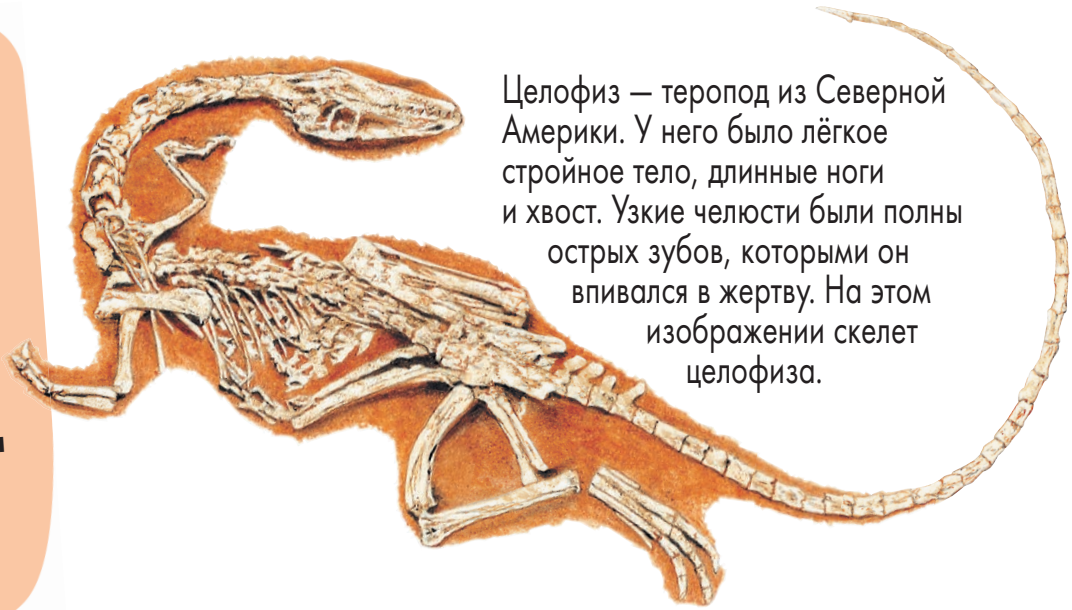 Целофиз — теропод из Северной
Америки. У него было лёгкое
стройное тело, длинные ноги
и хвост. Узкие челюсти были полны
острых зубов, которыми он
впивался в жертву. На этом
изображении скелет
целофиза.